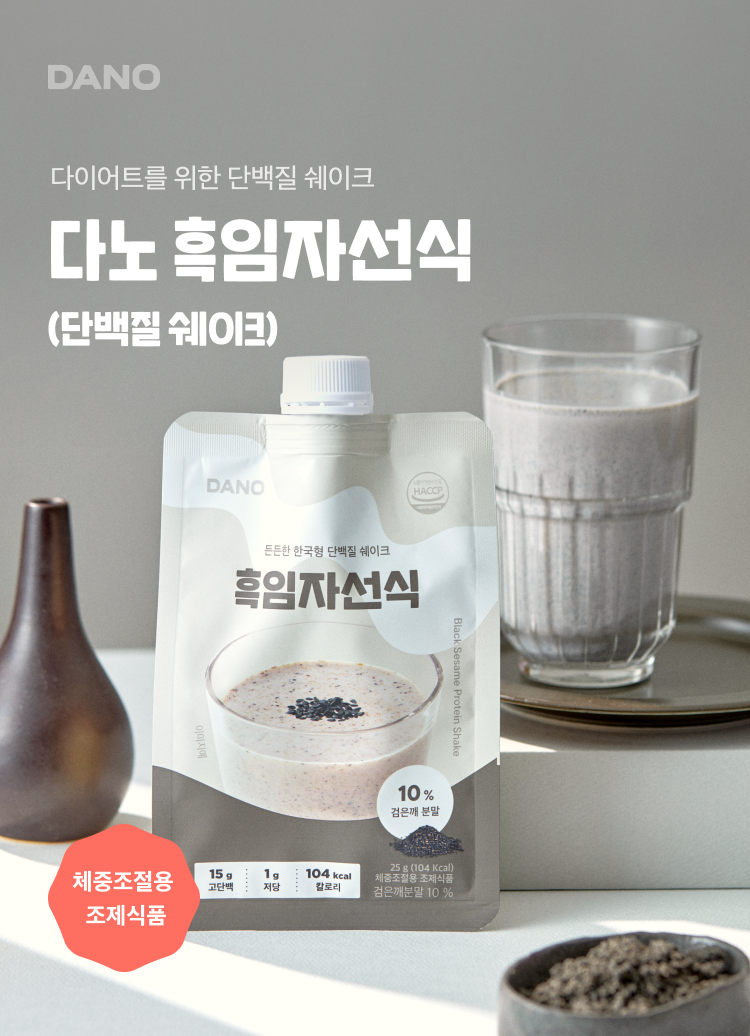 DANO
다이어트를 위한 단백질 쉐이크
다노 흑임자선식
(단백질 쉐이크)
DANO
HACCP
든든한 한국형 단백질 쉐이크
흑임자선식
Black Sesame Protein Shake
이미지예
10 %
검은깨 분말
15 g
고단백
1 g
저당
104 kcal
칼로리
25 g (104 Kcal)
체중조절용 조제식품
검은깨분말 10 %
체중조절용
조제식품